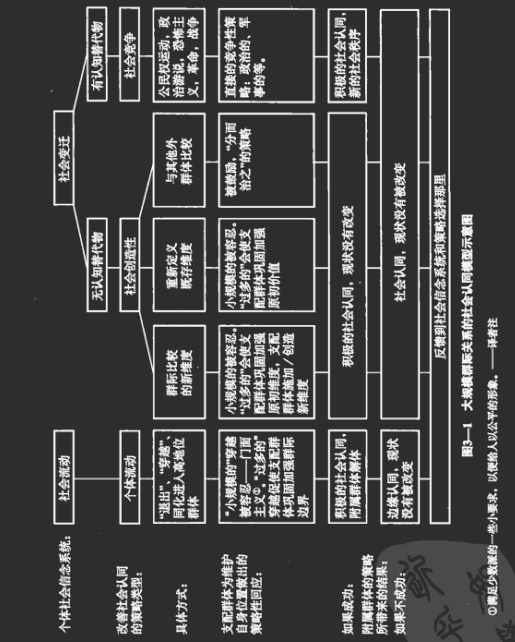 个体社会信念系统：
社会流动
社会变迁
无认知替代物
有认知替代物
改善社会认同
的策略类型：
个体流动
社会创造性
社会竞争
具体方式：
“退出”、“穿越”、
同化进入高地位
群体
群际比较
的新维度
重新定义
既存维度
与其他外
群体比较
公民权运动，政
治游说，恐怖主
义，革命，战争
支配群体为维护
自身位置做出的
策略性回应：
“小规模的”穿越
被容忍——门面
主义①。“过多的”
穿越促使支配群
体巩固加强群际
边界
小规模的被容忍。
“过多的”会使支
配群体巩固加强
原初维度，支配
群体施加／创造
新维度
小规模的被容忍。
“过多的”会使支
配群体巩固加强
原初价值
被鼓励，“分而
治之”的策略
直接的竞争性策
略：政治的、军
事的等。
如果成功：
积极的社会认同，
附属群体解体
积极的社会认同，现状没有改变
积极的社会认同，
新的社会秩序
附属群体的策略
所带来的结果：
如果不成功：
边缘认同，现状
没有被改变
社会认同，现状没有被改变
反馈到社会信念系统和策略选择那里
图3—1 大规模群际关系的社会认同模型示意图
①满足少数派的一些小要求，以便给人以公平的形象。——译者注